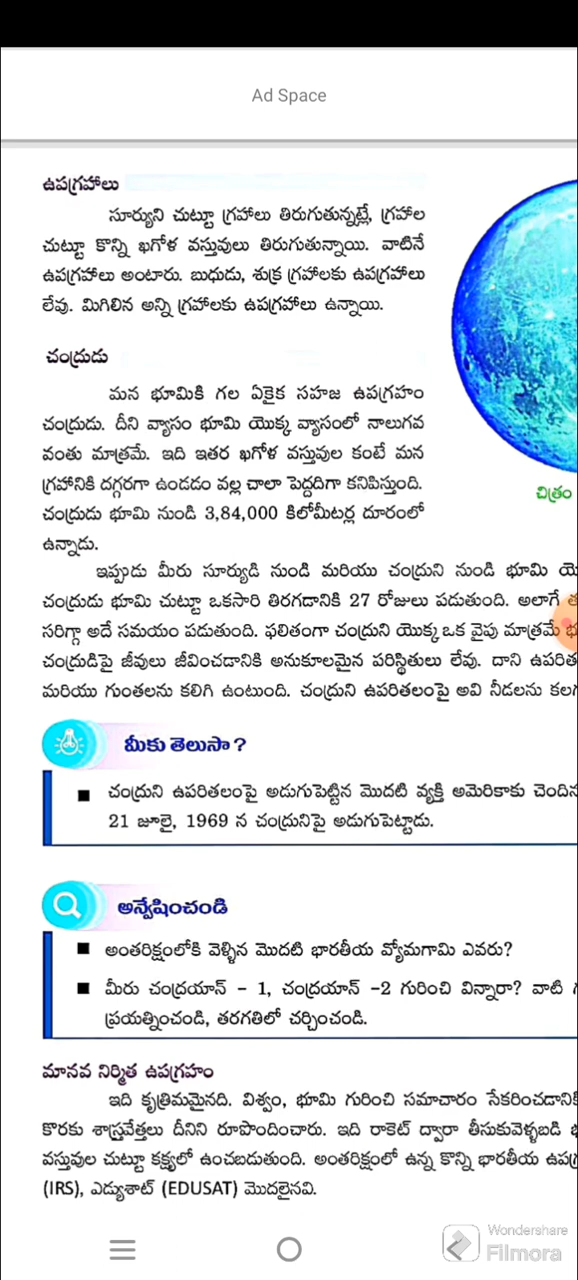 Ad Space
ఉపగ్రహాలు
సూర్యుని చుట్టూ గ్రహాలు తిరుగుతున్నట్లే, గ్రహాల
చుట్టూ కొన్ని ఖగోళ వస్తువులు తిరుగుతున్నాయి. వాటినే
ఉపగ్రహాలు అంటారు. బుధుడు, శుక్ర గ్రహాలకు ఉపగ్రహాలు
లేవు. మిగిలిన అన్ని గ్రహాలకు ఉపగ్రహాలు ఉన్నాయి.
చంద్రుడు
మన భూమికి గల ఏకైక సహజ ఉపగ్రహం
చంద్రుడు. దీని వ్యాసం భూమి యొక్క వ్యాసంలో నాలుగవ
వంతు మాత్రమే. ఇది ఇతర ఖగోళ వస్తువుల కంటే మన
గ్రహానికి దగ్గరగా ఉండడం వల్ల చాలా పెద్దదిగా కనిపిస్తుంది.
చంద్రుడు భూమి నుండి 3,84,000 కిలోమీటర్ల దూరంలో
ఉన్నాడు.
చిత్రం
ఇప్పుడు మీరు సూర్యుడి నుండి మరియు చంద్రుని నుండి భూమి
చంద్రుడు భూమి చుట్టూ ఒకసారి తిరగడానికి 27 రోజులు పడుతుంది. అలాగే
సరిగ్గా అదే సమయం పడుతుంది. ఫలితంగా చంద్రుని యొక్క ఒక వైపు మాత్రమే
చంద్రుడిపై జీవులు జీవించడానికి అనుకూలమైన పరిస్థితులు లేవు. దాని
మరియు గుంతలను కలిగి ఉంటుంది. చంద్రుని ఉపరితలంపై అవి నీడలను
మీకు తెలుసా ?
■ చంద్రుని ఉపరితలంపై అడుగుపెట్టిన మొదటి వ్యక్తి అమెరికాకు
21 జూలై, 1969 న చంద్రునిపై అడుగుపెట్టాడు.
అన్వేషించండి
■ అంతరిక్షంలోకి వెళ్ళిన మొదటి భారతీయ వ్యోమగామి ఎవరు?
■ మీరు చంద్రయాన్ - 1, చంద్రయాన్ -2 గురించి విన్నారా? వాటి
ప్రయత్నించండి, తరగతిలో చర్చించండి.
మానవ నిర్మిత ఉపగ్రహం
ఇది కృత్రిమమైనది. విశ్వం, భూమి గురించి సమాచారం
కొరకు శాస్త్రవేత్తలు దీనిని రూపొందించారు. ఇది రాకెట్ ద్వారా తీసుకువెళ్ళబడి
వస్తువుల చుట్టూ కక్ష్యలో ఉంచబడుతుంది. అంతరిక్షంలో ఉన్న కొన్ని భారతీయ
(IRS), ఎడ్యుశాట్ (EDUSAT) మొదలైనవి.
Wondershare
Filmora